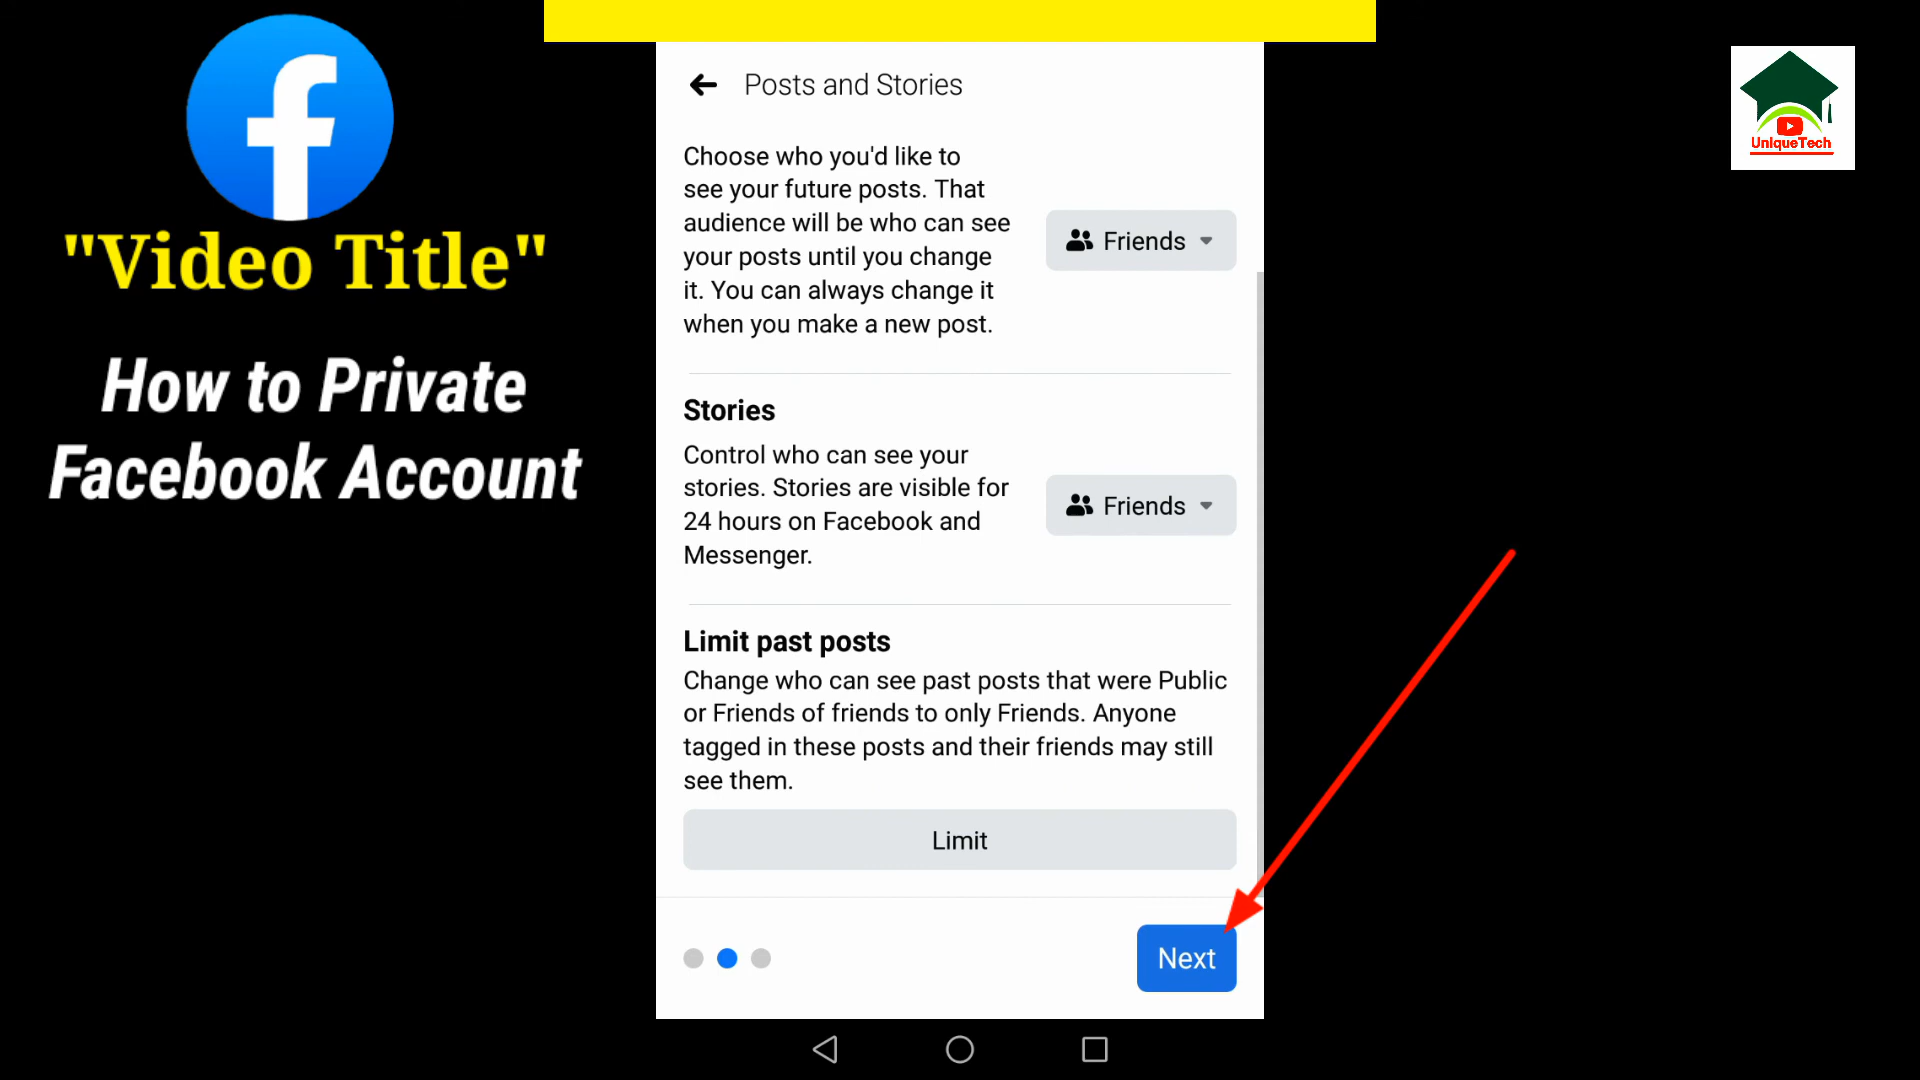 "Video Title"
How to Private
Facebook Account
Posts and Stories
Choose who you'd like to
see your future posts. That
audience will be who can see
your posts until you change
it. You can always change it
when you make a new post.
Friends
Stories
Control who can see your
stories. Stories are visible for
24 hours on Facebook and
Messenger.
Friends
Limit past posts
Change who can see past posts that were Public
or Friends of friends to only Friends. Anyone
tagged in these posts and their friends may still
see them.
Limit
Next
UniqueTech